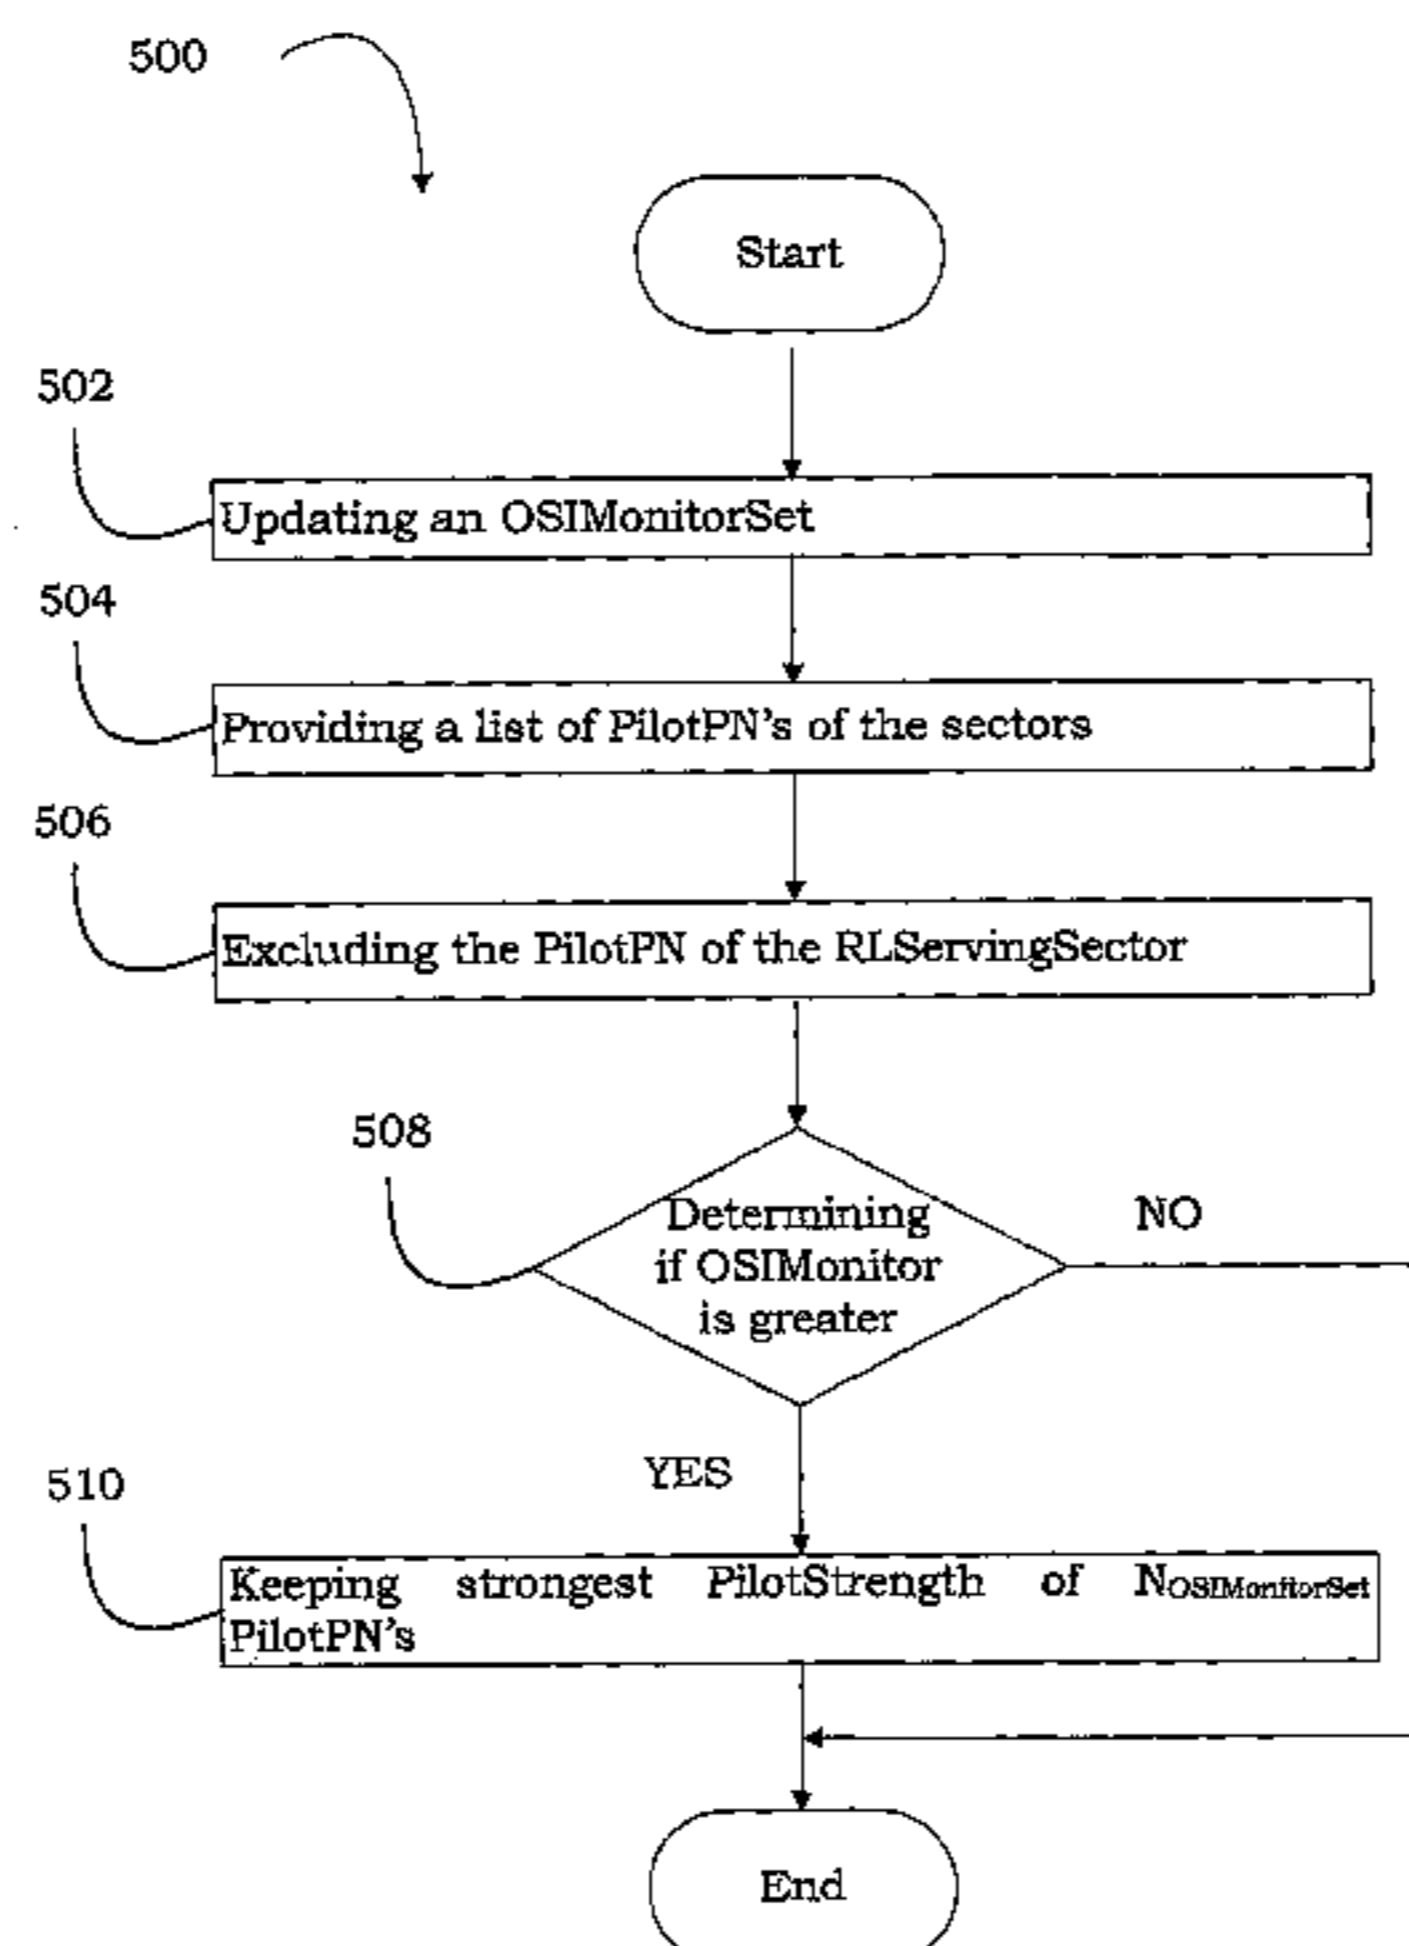 500
Start
502
Updating an OSIMonitorSet
504
Providing a list of PilotPN's of the sectors
506
Excluding the PilotPN of the RLServingSector
508
Determining
if OSIMonitor
is greater
NO
YES
510
Keeping strongest PilotStrength of NOSIMonitorSet
PilotPN's
End